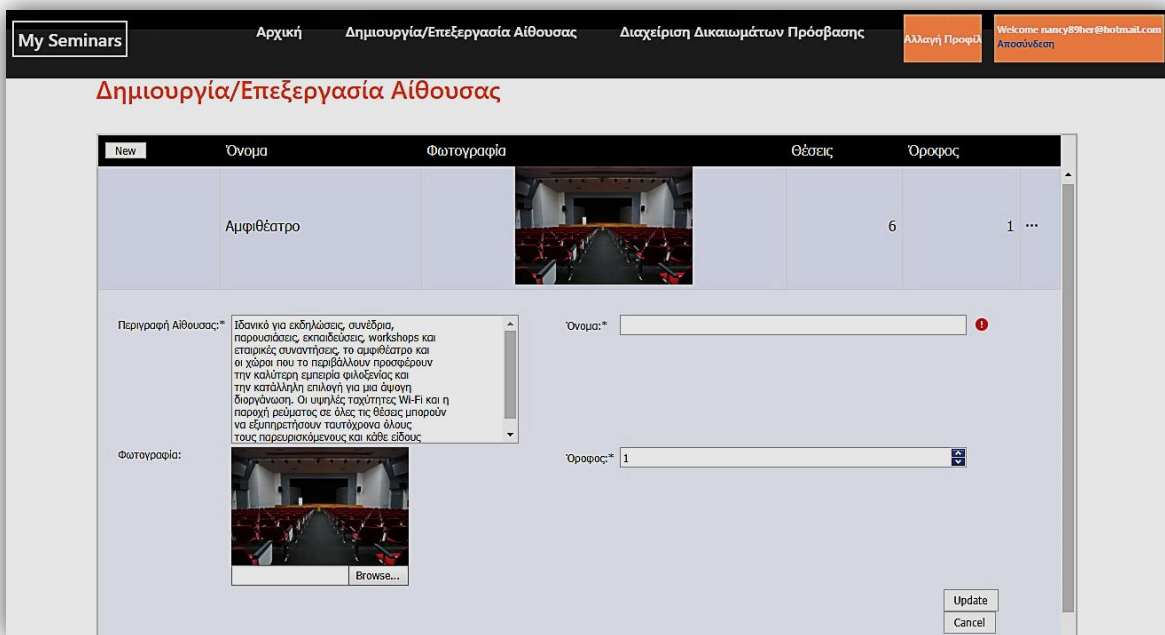 My Seminars
Αρχική
Δημιουργία/Επεξεργασία Αίθουσας
Διαχείριση Δικαιωμάτων Πρόσβασης
Αλλαγή Προφίλ
Welcome nancy89her@hotmail.com
Αποσύνδεση
Δημιουργία/Επεξεργασία Αίθουσας
New Όνομα Φωτογραφία Θέσεις Όροφος
Αμφιθέατρο 6 1 ...
Περιγραφή Αίθουσας:*
Ιδανικό για εκδηλώσεις, συνέδρια,
παρουσιάσεις, εκπαιδεύσεις, workshops και
εταιρικές συναντήσεις, το αμφιθέατρο και
οι χώροι που το περιβάλλουν προσφέρουν
την καλύτερη εμπειρία φιλοξενίας και
την κατάλληλη επιλογή για μια άψογη
διοργάνωση. Οι υψηλές ταχύτητες Wi-Fi και η
παροχή ρεύματος σε όλες τις θέσεις μπορούν
να εξυπηρετήσουν ταυτόχρονα όλους
τους παρευρισκόμενους και κάθε είδους
Όνομα:*
Φωτογραφία:
Browse...
Όροφος:* 1
Update
Cancel